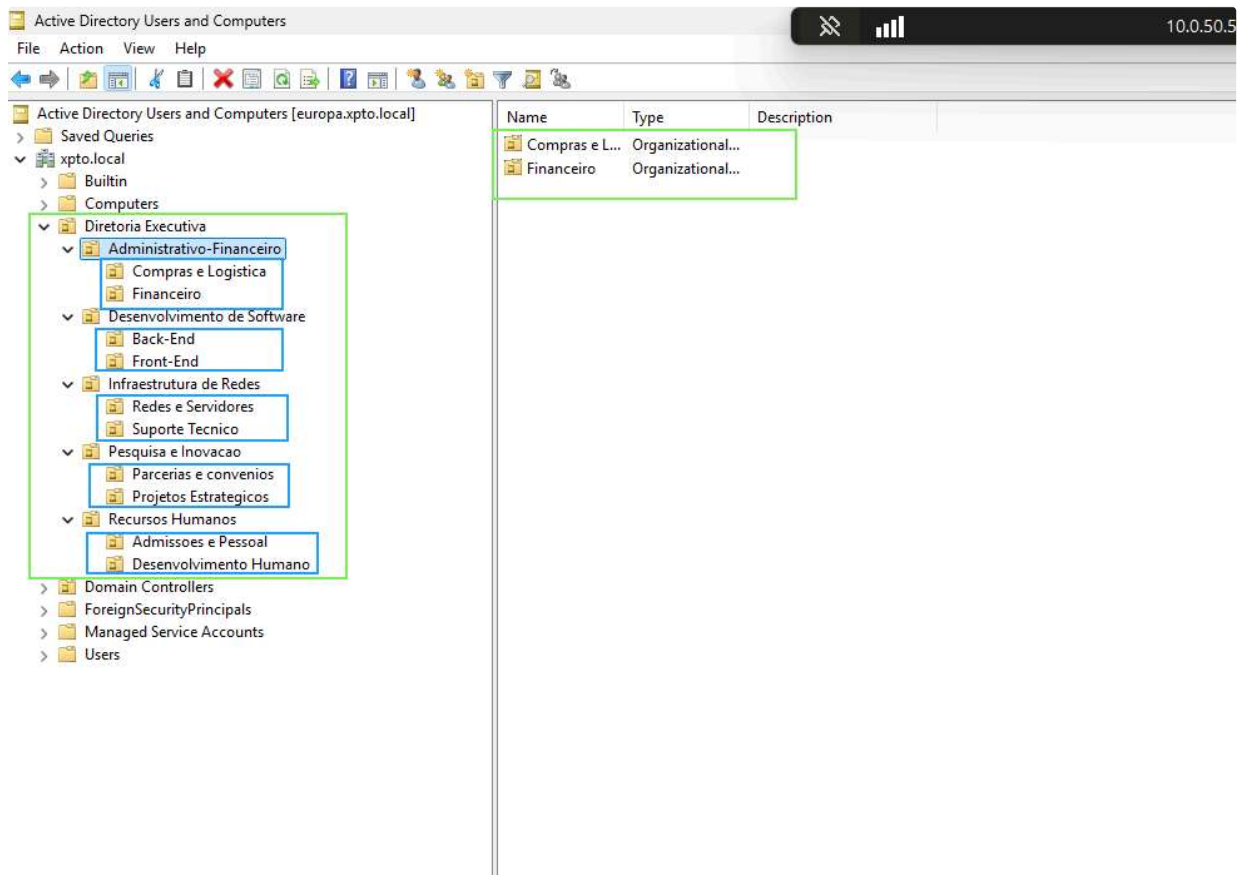 Active Directory Users and Computers
10.0.50.5
File Action View Help
Active Directory Users and Computers [europa.xpto.local]
Saved Queries
xpto.local
Builtin
Computers
Diretoria Executiva
Administrativo-Financeiro
Compras e Logistica
Financeiro
Desenvolvimento de Software
Back-End
Front-End
Infraestrutura de Redes
Redes e Servidores
Suporte Tecnico
Pesquisa e Inovacao
Parcerias e convenios
Projetos Estrategicos
Recursos Humanos
Admissoes e Pessoal
Desenvolvimento Humano
Domain Controllers
ForeignSecurityPrincipals
Managed Service Accounts
Users
Name Type Description
Compras e L... Organizational...
Financeiro Organizational...